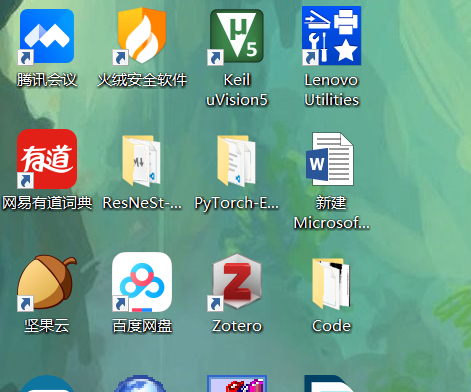 腾讯会议
火绒安全软件
Keil
uVision5
Lenovo
Utilities
有道
W
网易有道词典
ResNeSt-...
PyTorch-E...
新建
Microsof...
坚果云
百度网盘
Zotero
Code